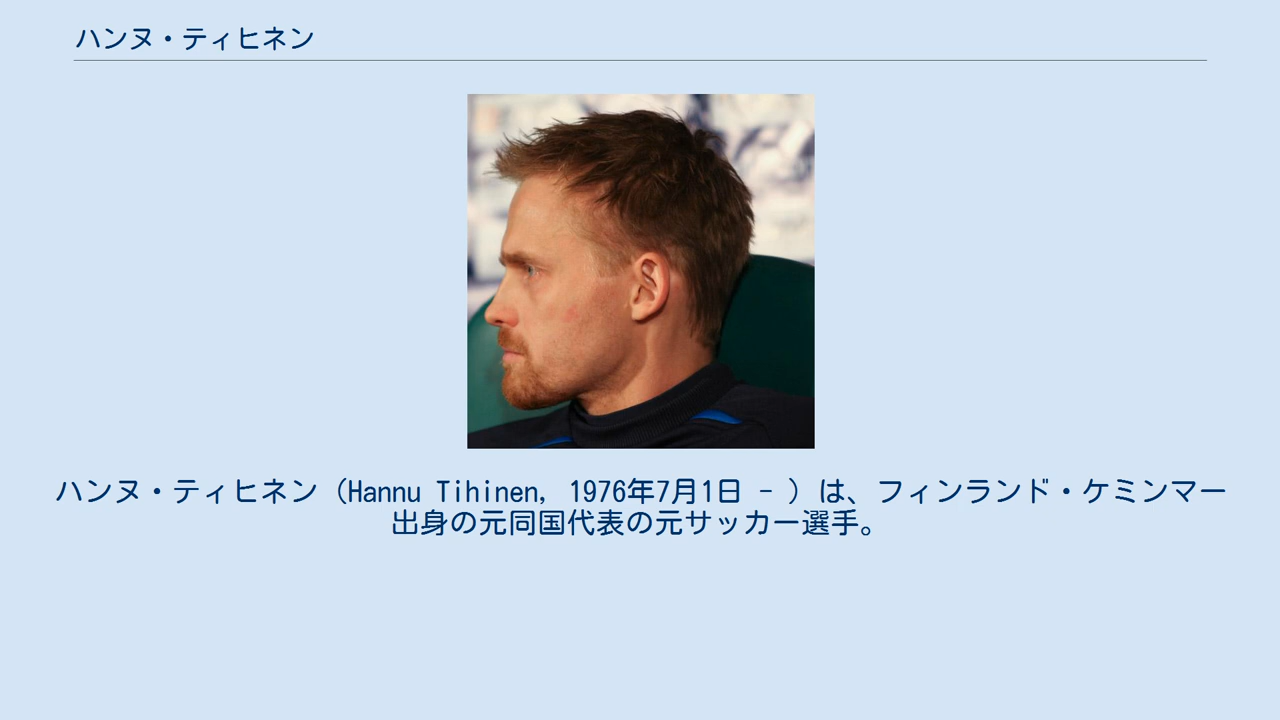 ハンヌ・ティヒネン
ハンヌ・ティヒネン（Hannu Tihinen, 1976年7月1日 - ）は、フィンランド・ケミンマー
出身の元同国代表の元サッカー選手。